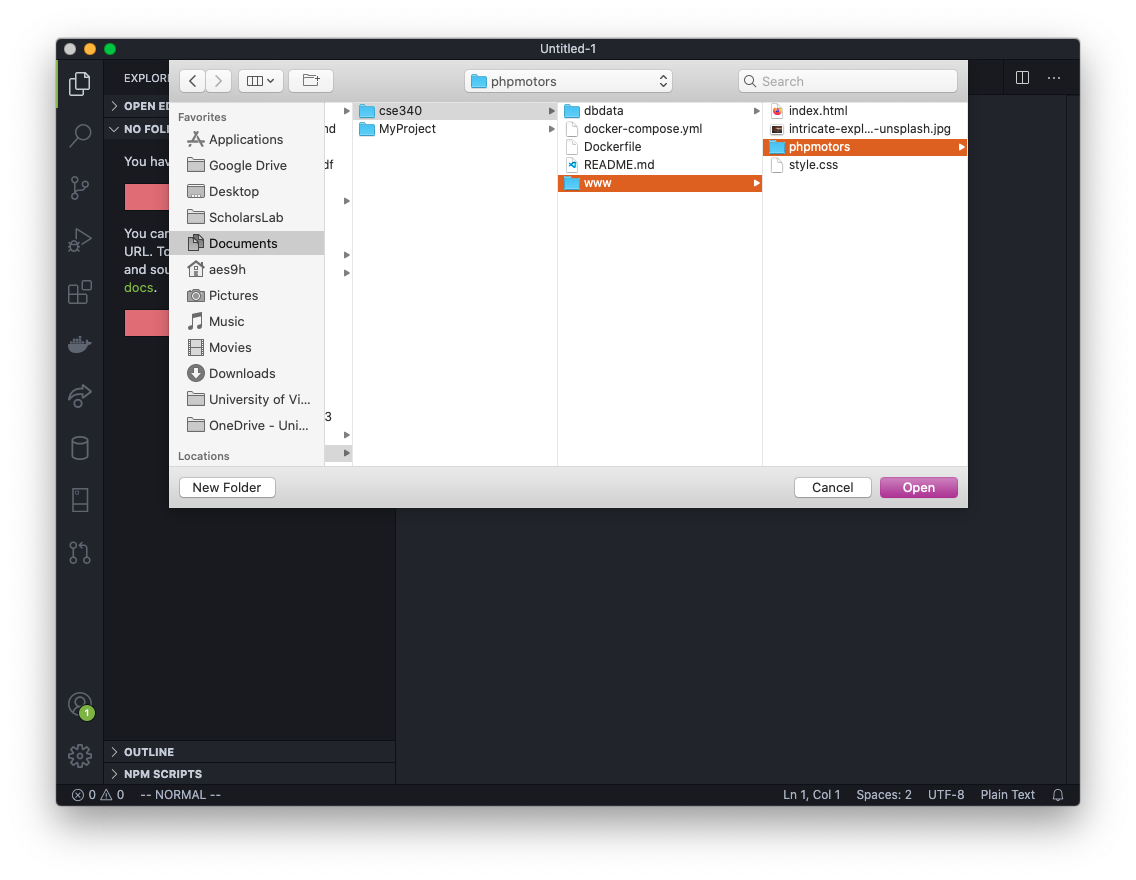 Untitled-1
EXPLOR
phpmotors
Search
OPEN ED
NO FOL
You hav
You can
URL. To
and sou
docs.
Favorites
Applications
Google Drive
Desktop
ScholarsLab
Documents
aes9h
Pictures
Music
Movies
Downloads
University of Vi...
OneDrive - Uni...
Locations
nd
df
3
cse340
MyProject
dbdata
docker-compose.yml
Dockerfile
README.md
www
index.html
intricate-expl...-unsplash.jpg
phpmotors
style.css
New Folder
Cancel
Open
1
OUTLINE
NPM SCRIPTS
0 0 -- NORMAL --
Ln 1, Col 1 Spaces: 2 UTF-8 Plain Text